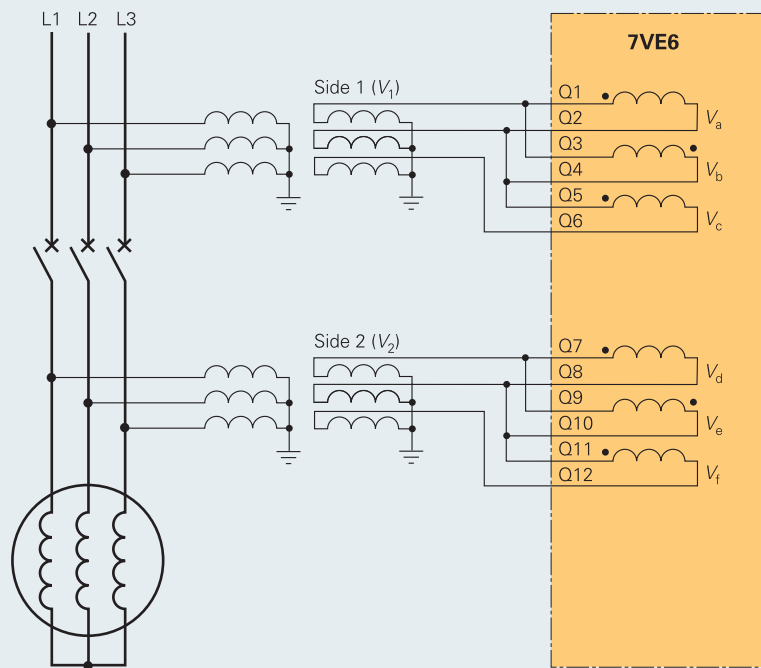 L1 L2 L3
7VE6
Side 1 (V1)
Q1
Q2
Va
Q3
Q4
Vb
Q5
Q6
Vc
Side 2 (V2)
Q7
Q8
Vd
Q9
Q10
Ve
Q11
Q12
Vf